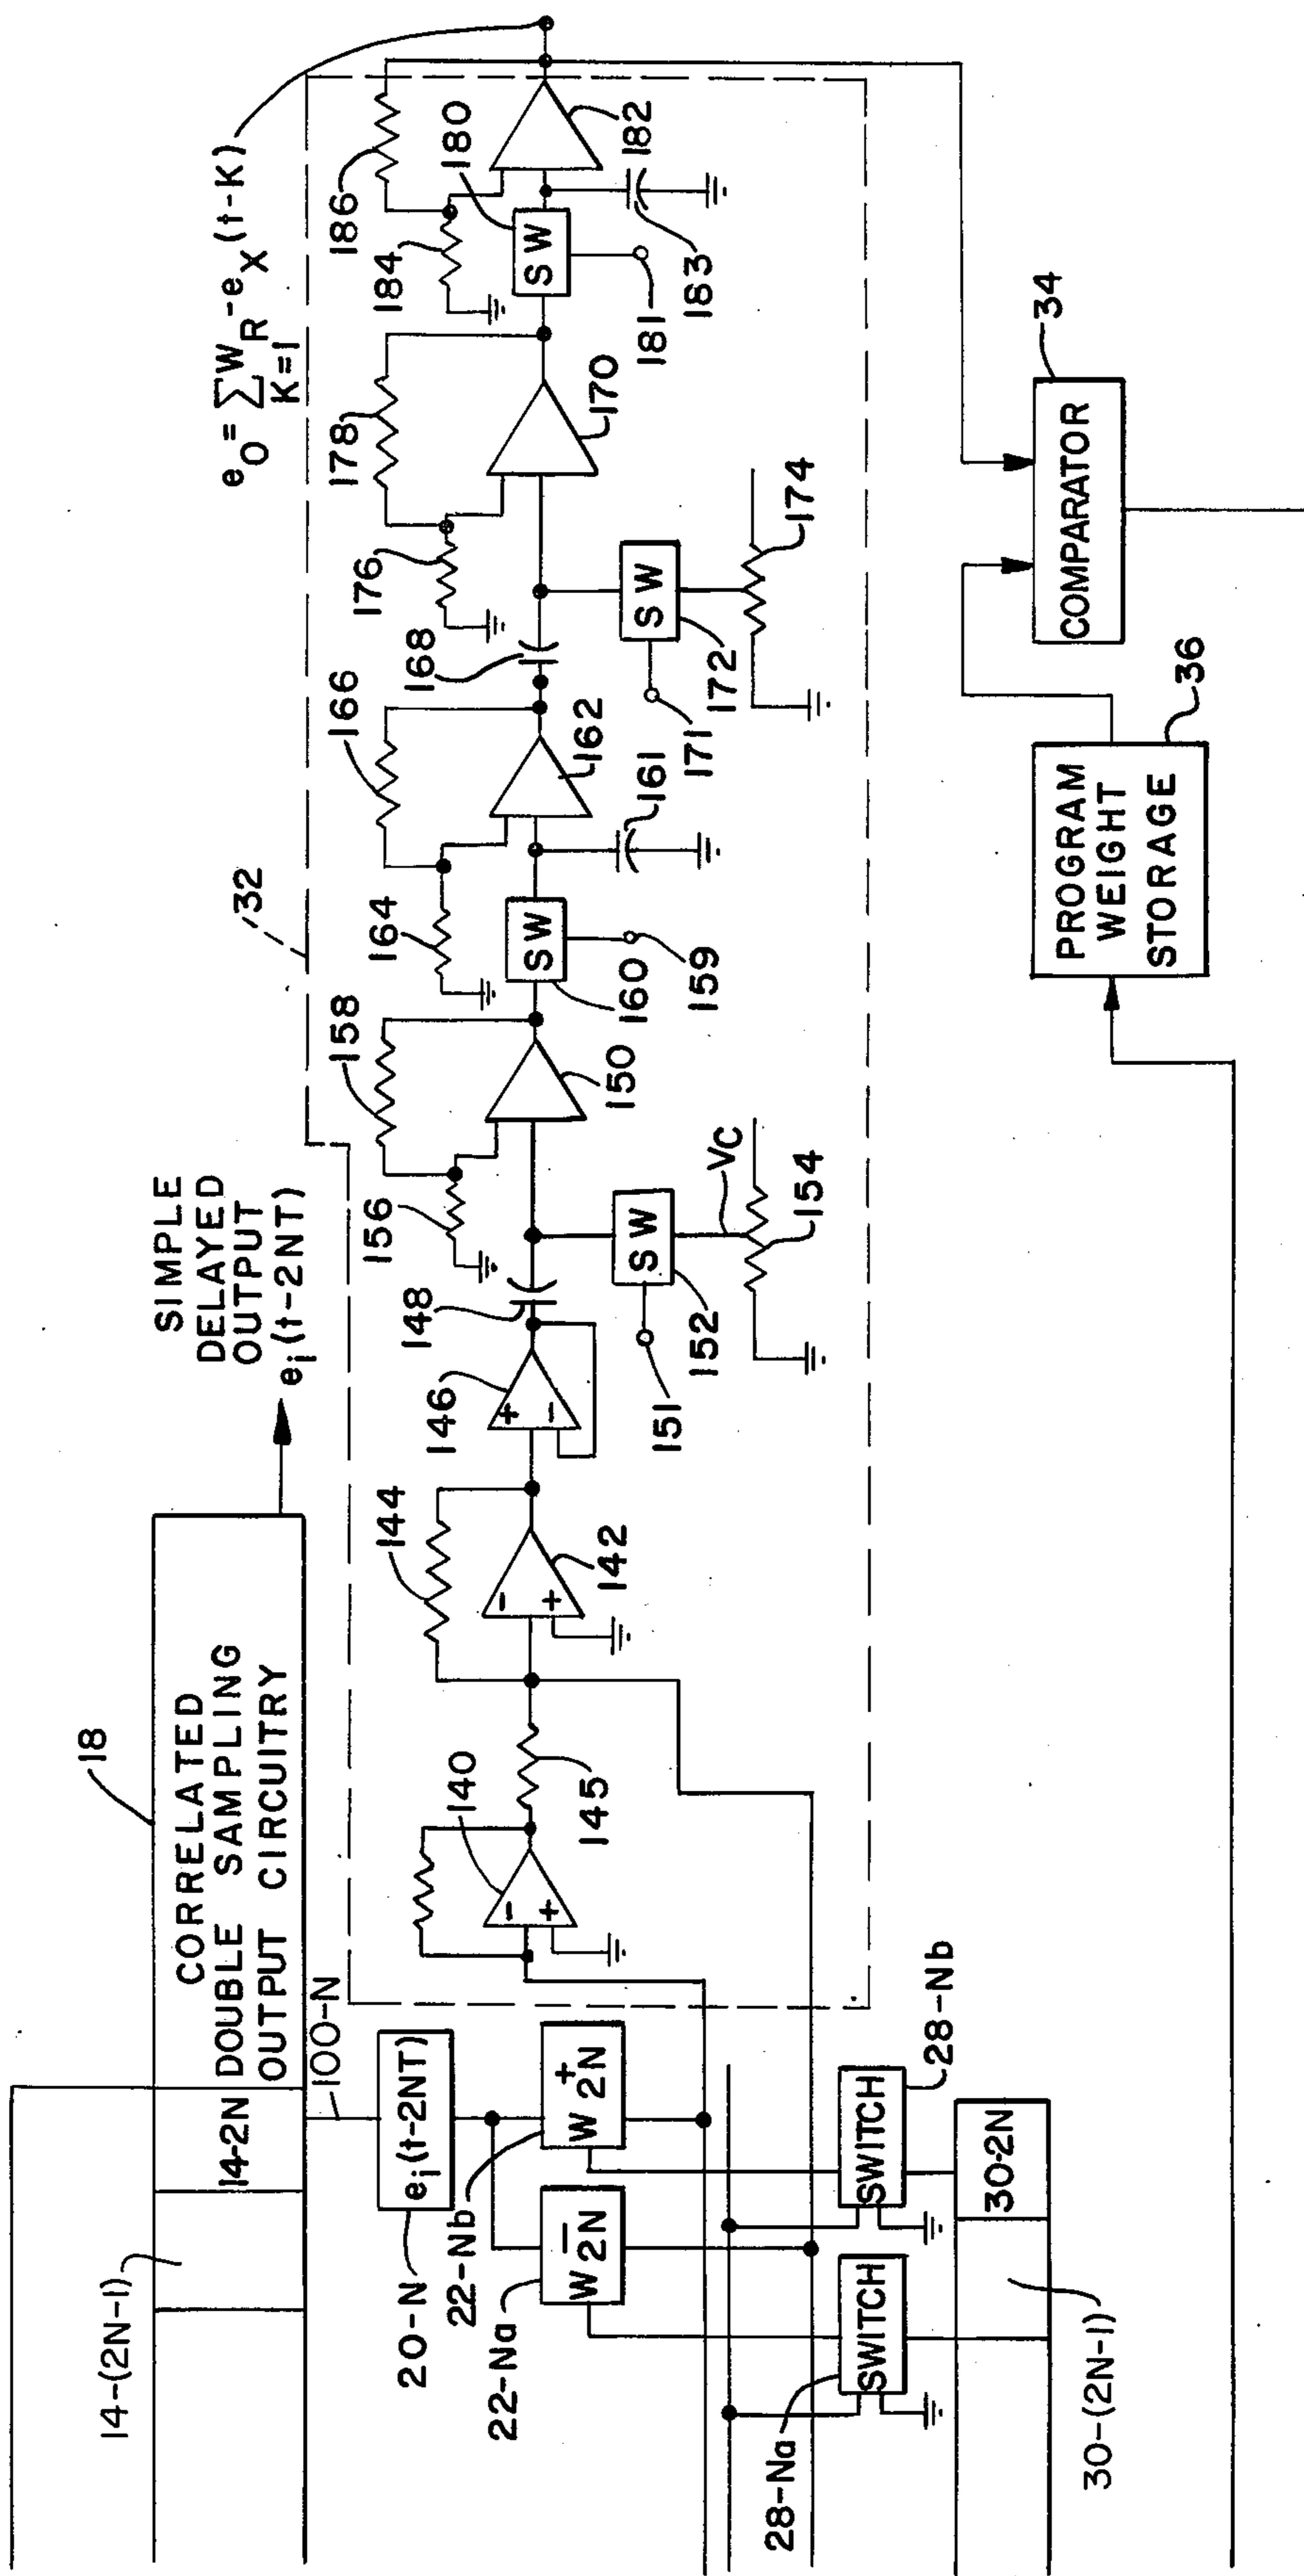 14-(2N-1)
14-2N
18
CORRELATED
DOUBLE SAMPLING
OUTPUT CIRCUITRY
SIMPLE
DELAYED
OUTPUT
eᵢ(t-2NT)
e₀ = ΣW_R-e_X(t-K)
K=1
100-N
20-N
eᵢ(t-2NT)
22-Nb
W⁺2N
22-Na
W⁻2N
28-Na
SWITCH
28-Nb
SWITCH
30-2N
30-(2N-1)
32
140
-
+
145
144
142
-
+
146
+
-
148
156
158
150
151
152
SW
VC
154
159
160
SW
164
166
161
162
168
171
172
SW
174
176
178
170
180
SW
181
183
184
186
182
34
COMPARATOR
36
PROGRAM
WEIGHT
STORAGE